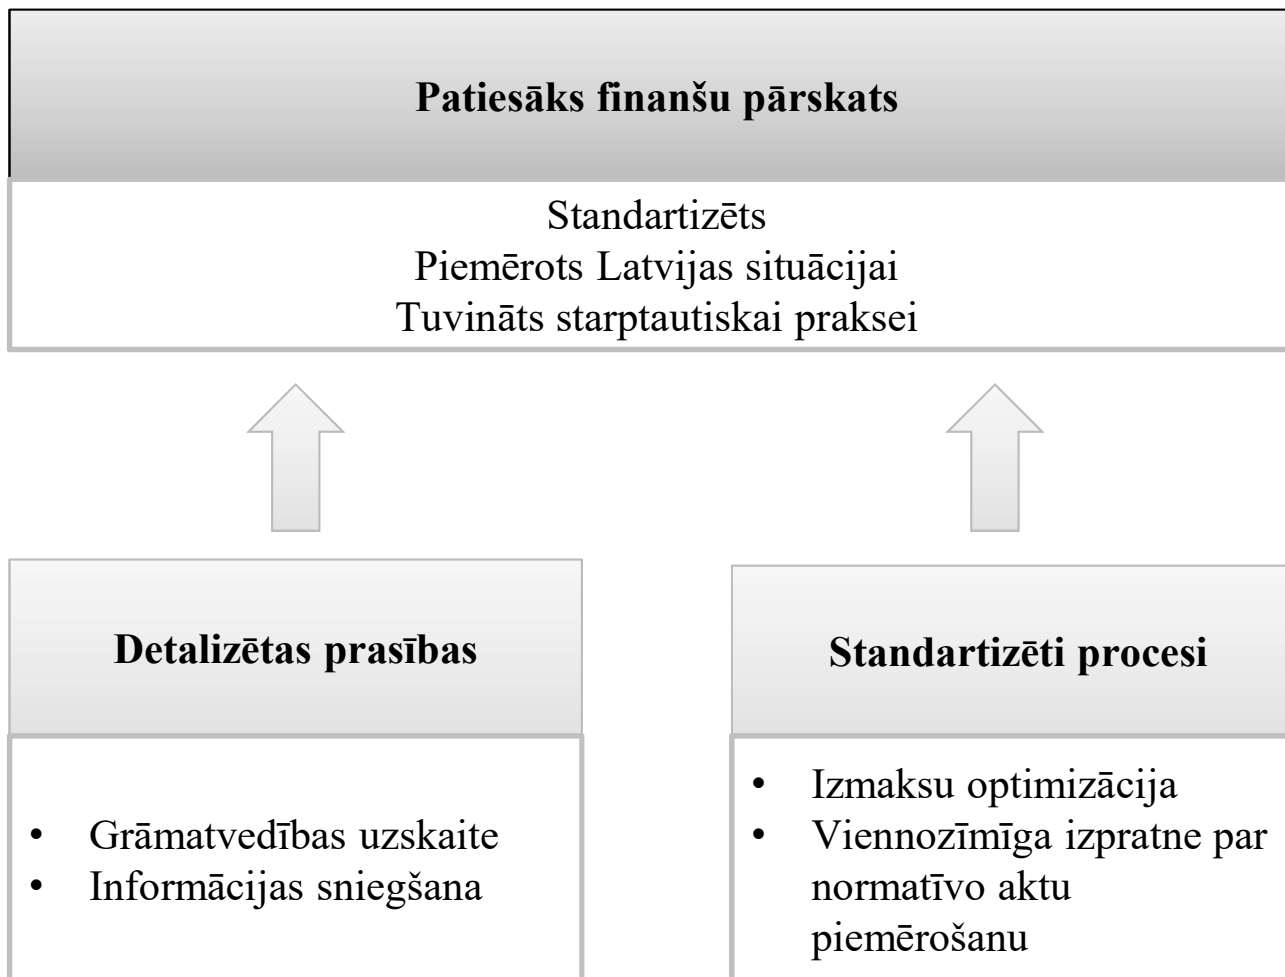 Patiesāks finanšu pārskats
Standartizēts
Piemērots Latvijas situācijai
Tuvināts starptautiskai praksei
Detalizētas prasības
• Grāmatvedības uzskaite
• Informācijas sniegšana
Standartizēti procesi
• Izmaksu optimizācija
• Viennozīmīga izpratne par
normatīvo aktu
piemērošanu